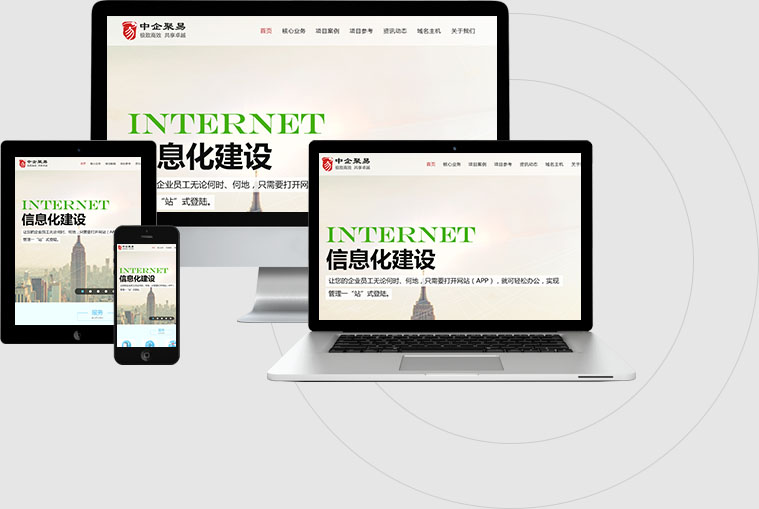 中企聚易
极致高效 共享卓越
首页 核心业务 项目案例 项目参考 资讯动态 域名主机 关于我们
INTERNET
息化建设
企业员工无论何时、何地，只需要打开网
“站”式登陆。
中企聚易
INTERNET
信息化建设
让您的企业员工无论何时、何地，只需要打开网站（AP
管理一“站”式登陆。
服务
中企聚易
INTERNET
信息化建设
管理一“站”式登陆。
中企聚易
极致高效 共享卓越
首页 核心业务 项目案例 项目参考 资讯动态 域名主机 关于
INTERNET
信息化建设
让您的企业员工无论何时、何地，只需要打开网站（APP），就可轻松办公，实现
管理一“站”式登陆。